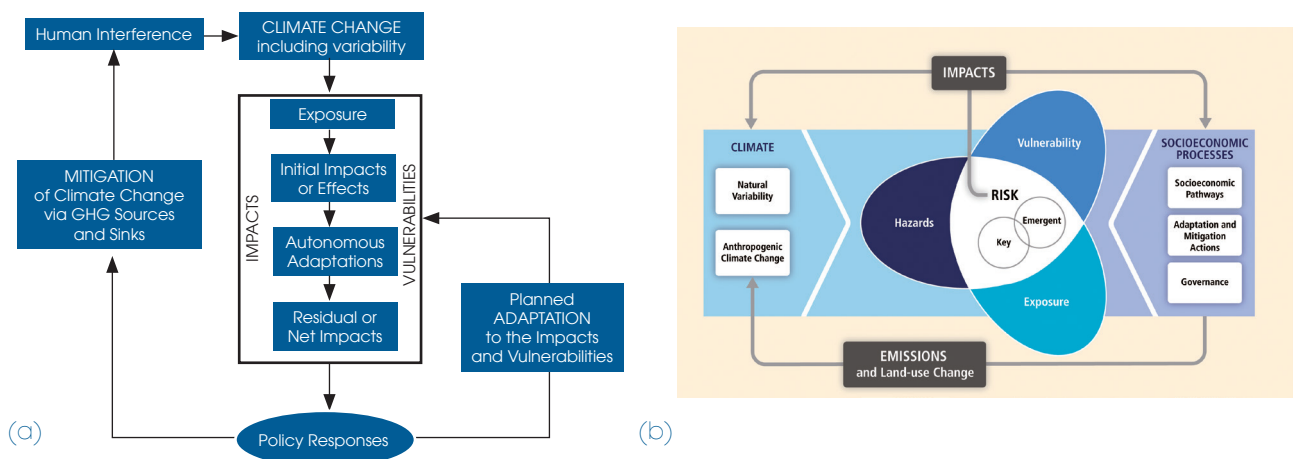 Human Interference
CLIMATE CHANGE
including variability
Exposure
Initial Impacts
or Effects
Autonomous
Adaptations
Residual or
Net Impacts
IMPACTS
VULNERABILITIES
MITIGATION
of Climate Change
via GHG Sources
and Sinks
Planned
ADAPTATION
to the Impacts
and Vulnerabilities
Policy Responses
(a)
IMPACTS
CLIMATE
Natural
Variability
Anthropogenic
Climate Change
Vulnerability
Hazards
RISK
Emergent
Key
Exposure
SOCIOECONOMIC
PROCESSES
Socioeconomic
Pathways
Adaptation and
Mitigation
Actions
Governance
EMISSIONS
and Land-use Change
(b)